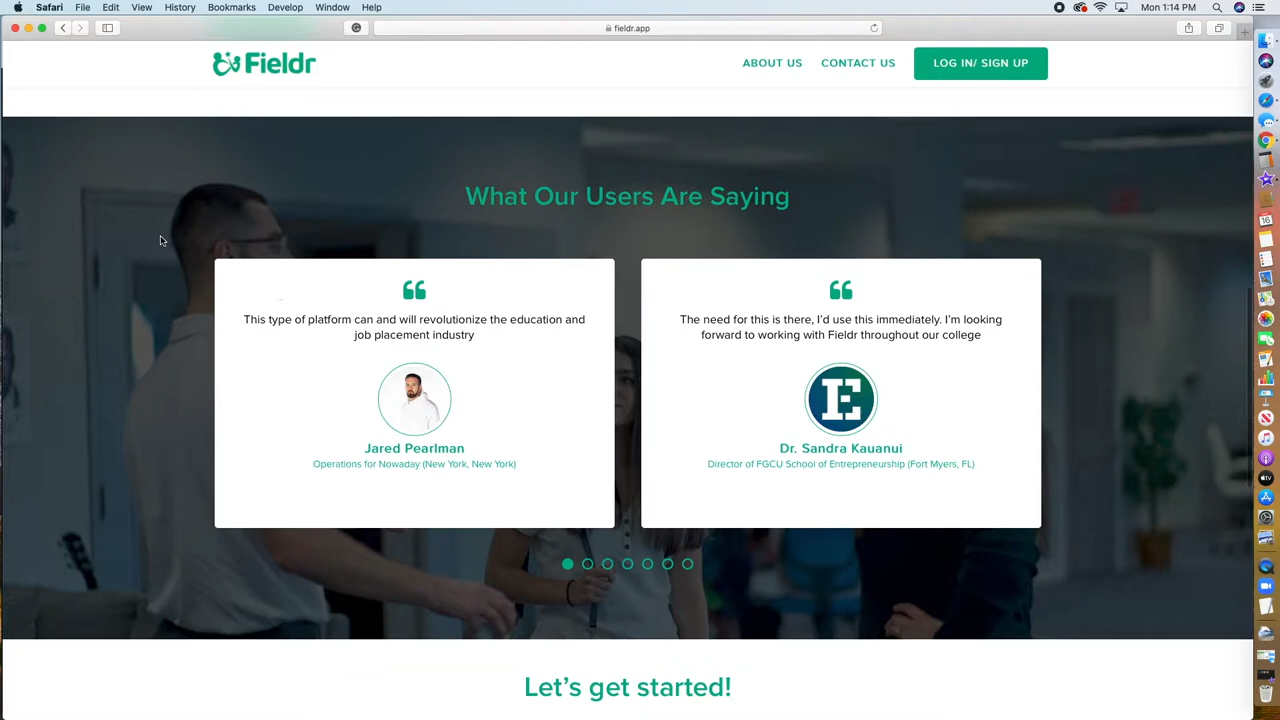 Safari File Edit View History Bookmarks Develop Window Help Mon 1:14 PM
fieldr.app
Fieldr ABOUT US CONTACT US LOG IN/ SIGN UP
What Our Users Are Saying
This type of platform can and will revolutionize the education and
job placement industry
Jared Pearlman
Operations for Nowaday (New York, New York)
The need for this is there, I'd use this immediately. I'm looking
forward to working with Fieldr throughout our college
E
Dr. Sandra Kauanui
Director of FGCU School of Entrepreneurship (Fort Myers, FL)
Let's get started!
16
tv